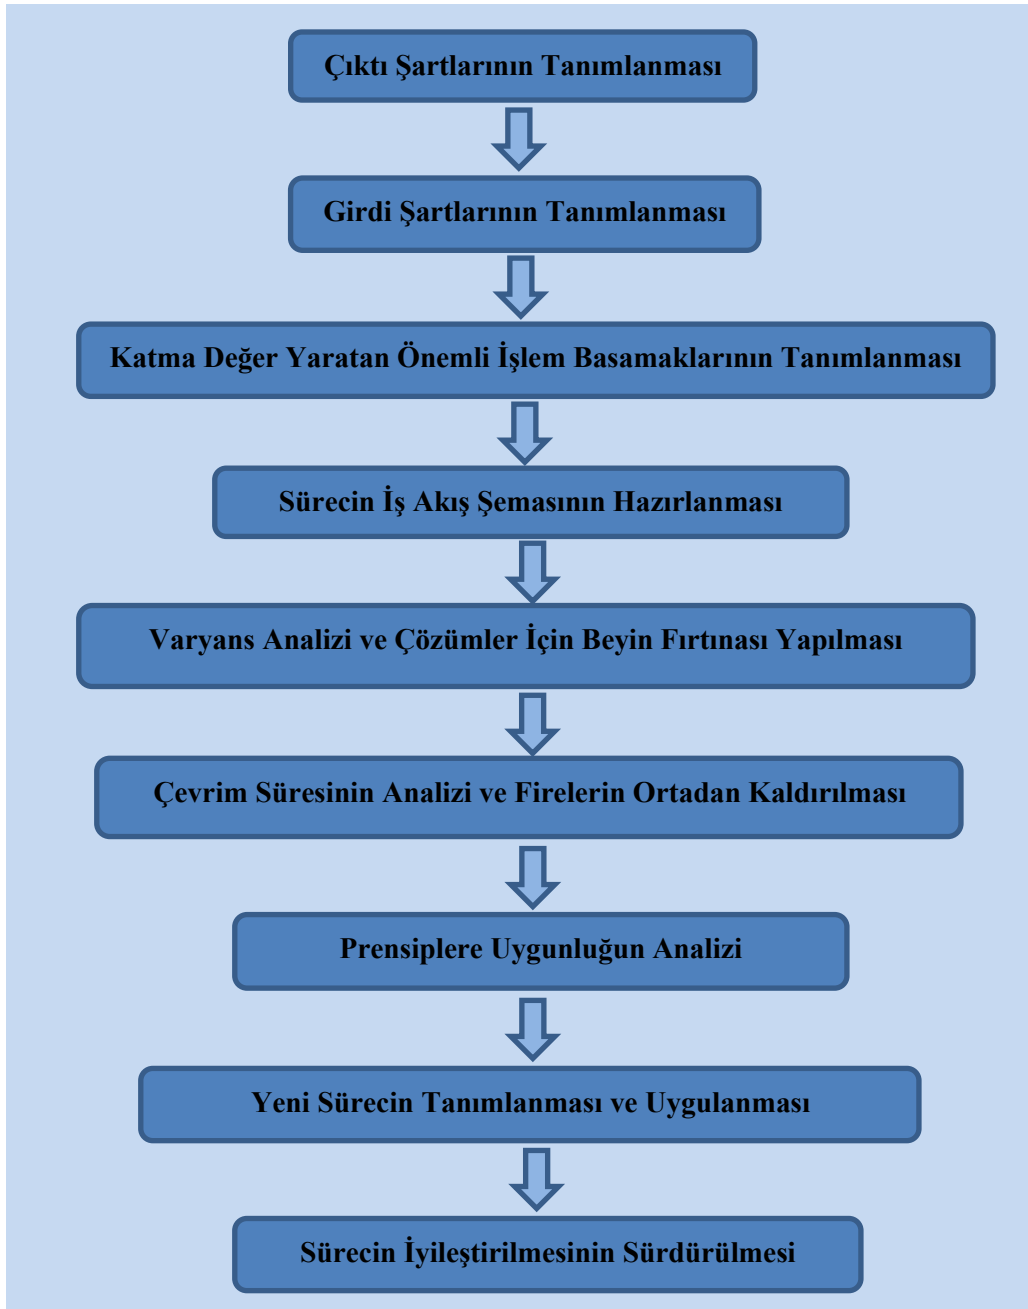 Çıktı Şartlarının Tanımlanması
Girdi Şartlarının Tanımlanması
Katma Değer Yaratan Önemli İşlem Basamaklarının Tanımlanması
Sürecin İş Akış Şemasının Hazırlanması
Varyans Analizi ve Çözümler İçin Beyin Fırtınası Yapılması
Çevrim Süresinin Analizi ve Firelerin Ortadan Kaldırılması
Prensiplere Uygunluğun Analizi
Yeni Sürecin Tanımlanması ve Uygulanması
Sürecin İyileştirilmesinin Sürdürülmesi